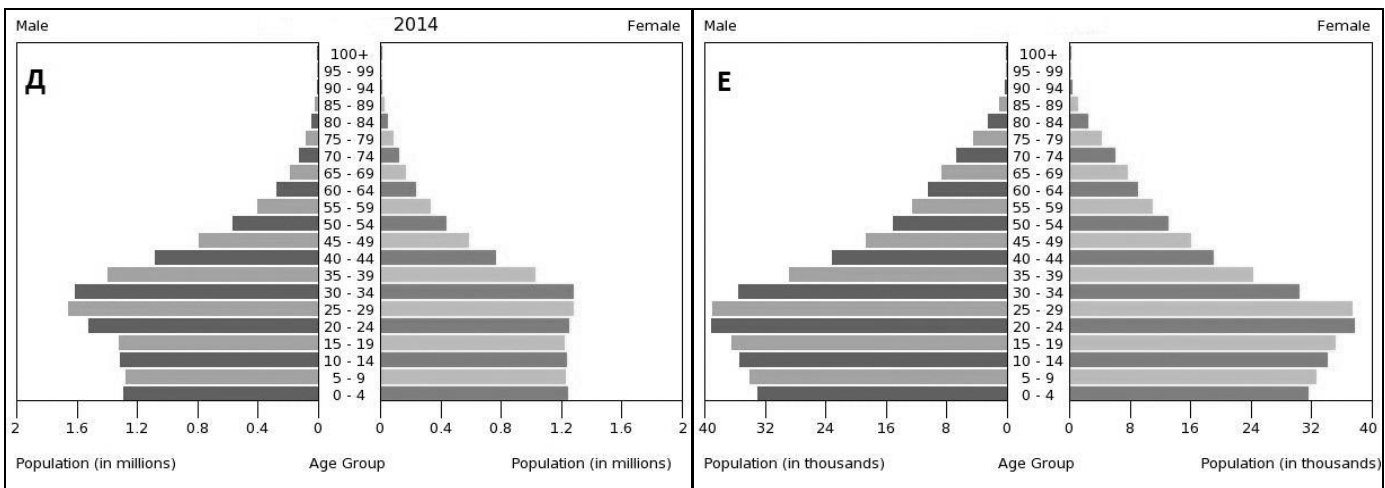 Male 2014 Female
Д
100+
95 - 99
90 - 94
85 - 89
80 - 84
75 - 79
70 - 74
65 - 69
60 - 64
55 - 59
50 - 54
45 - 49
40 - 44
35 - 39
30 - 34
25 - 29
20 - 24
15 - 19
10 - 14
5 - 9
0 - 4
2 1.6 1.2 0.8 0.4 0 0 0.4 0.8 1.2 1.6 2
Population (in millions) Age Group Population (in millions)
Male Female
Е
100+
95 - 99
90 - 94
85 - 89
80 - 84
75 - 79
70 - 74
65 - 69
60 - 64
55 - 59
50 - 54
45 - 49
40 - 44
35 - 39
30 - 34
25 - 29
20 - 24
15 - 19
10 - 14
5 - 9
0 - 4
40 32 24 16 8 0 0 8 16 24 32 40
Population (in thousands) Age Group Population (in thousands)